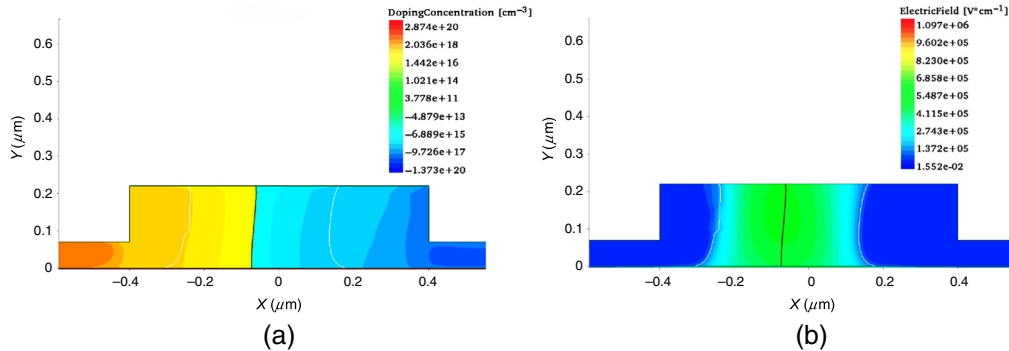 DopingConcentration [cm⁻³]
2.874e+20
2.036e+18
1.442e+16
1.021e+14
3.778e+11
−4.879e+13
−6.889e+15
−9.726e+17
−1.373e+20
0.6
0.5
0.4
0.3
0.2
0.1
0
Y (μm)
−0.4
−0.2
0
0.2
0.4
X (μm)
(a)
ElectricField [V*cm⁻¹]
1.097e+06
9.602e+05
8.230e+05
6.858e+05
5.487e+05
4.115e+05
2.743e+05
1.372e+05
1.552e-02
0.6
0.5
0.4
0.3
0.2
0.1
0
Y (μm)
−0.4
−0.2
0
0.2
0.4
X (μm)
(b)